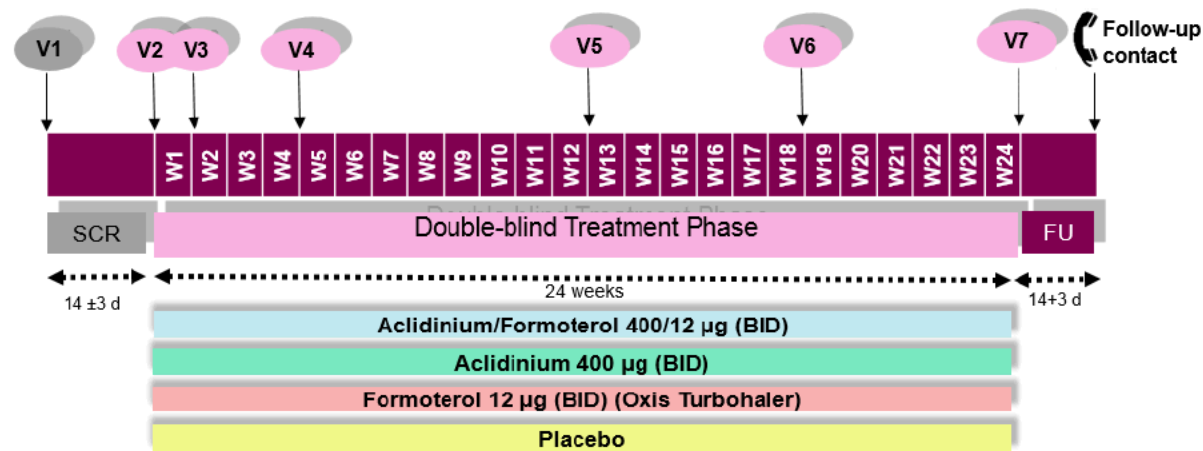 V1
V2
V3
V4
V5
V6
V7
Follow-up
contact
W1
W2
W3
W4
W5
W6
W7
W8
W9
W10
W11
W12
W13
W14
W15
W16
W17
W18
W19
W20
W21
W22
W23
W24
SCR
Double-blind Treatment Phase
FU
14 ±3 d
24 weeks
14+3 d
Aclidinium/Formoterol 400/12 µg (BID)
Aclidinium 400 µg (BID)
Formoterol 12 µg (BID) (Oxis Turbohaler)
Placebo